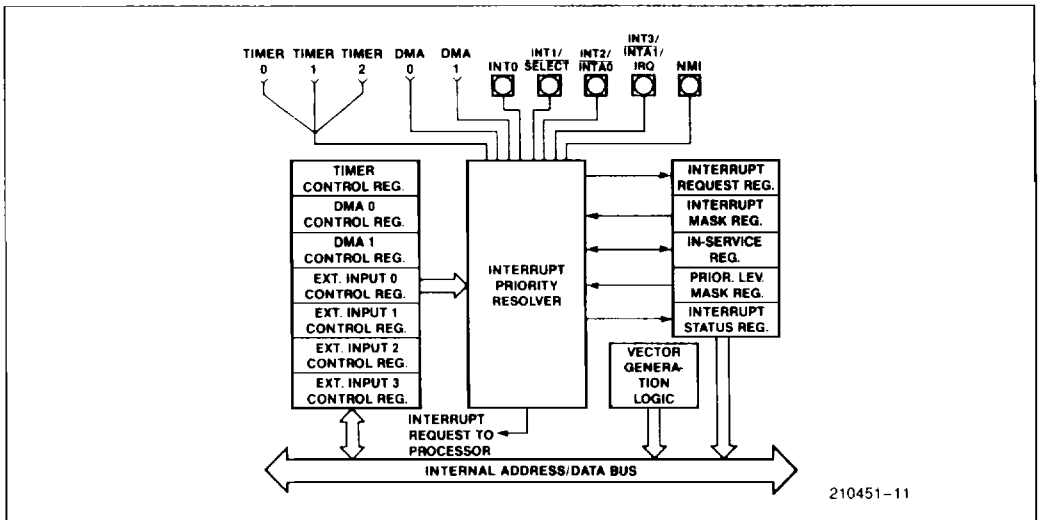 TIMER TIMER TIMER DMA DMA
0 1 2 0 1
INT0
INT1/
SELECT
INT2/
INTA0
INT3/
INTA1/
IRQ
NMI
TIMER
CONTROL REG.
DMA 0
CONTROL REG.
DMA 1
CONTROL REG.
EXT. INPUT 0
CONTROL REG.
EXT. INPUT 1
CONTROL REG.
EXT. INPUT 2
CONTROL REG.
EXT. INPUT 3
CONTROL REG.
INTERRUPT
PRIORITY
RESOLVER
INTERRUPT
REQUEST REG.
INTERRUPT
MASK REG.
IN-SERVICE
REG.
PRIOR. LEV.
MASK REG.
INTERRUPT
STATUS REG.
VECTOR
GENERA-
TION
LOGIC
INTERRUPT
REQUEST TO
PROCESSOR
INTERNAL ADDRESS/DATA BUS
210451-11